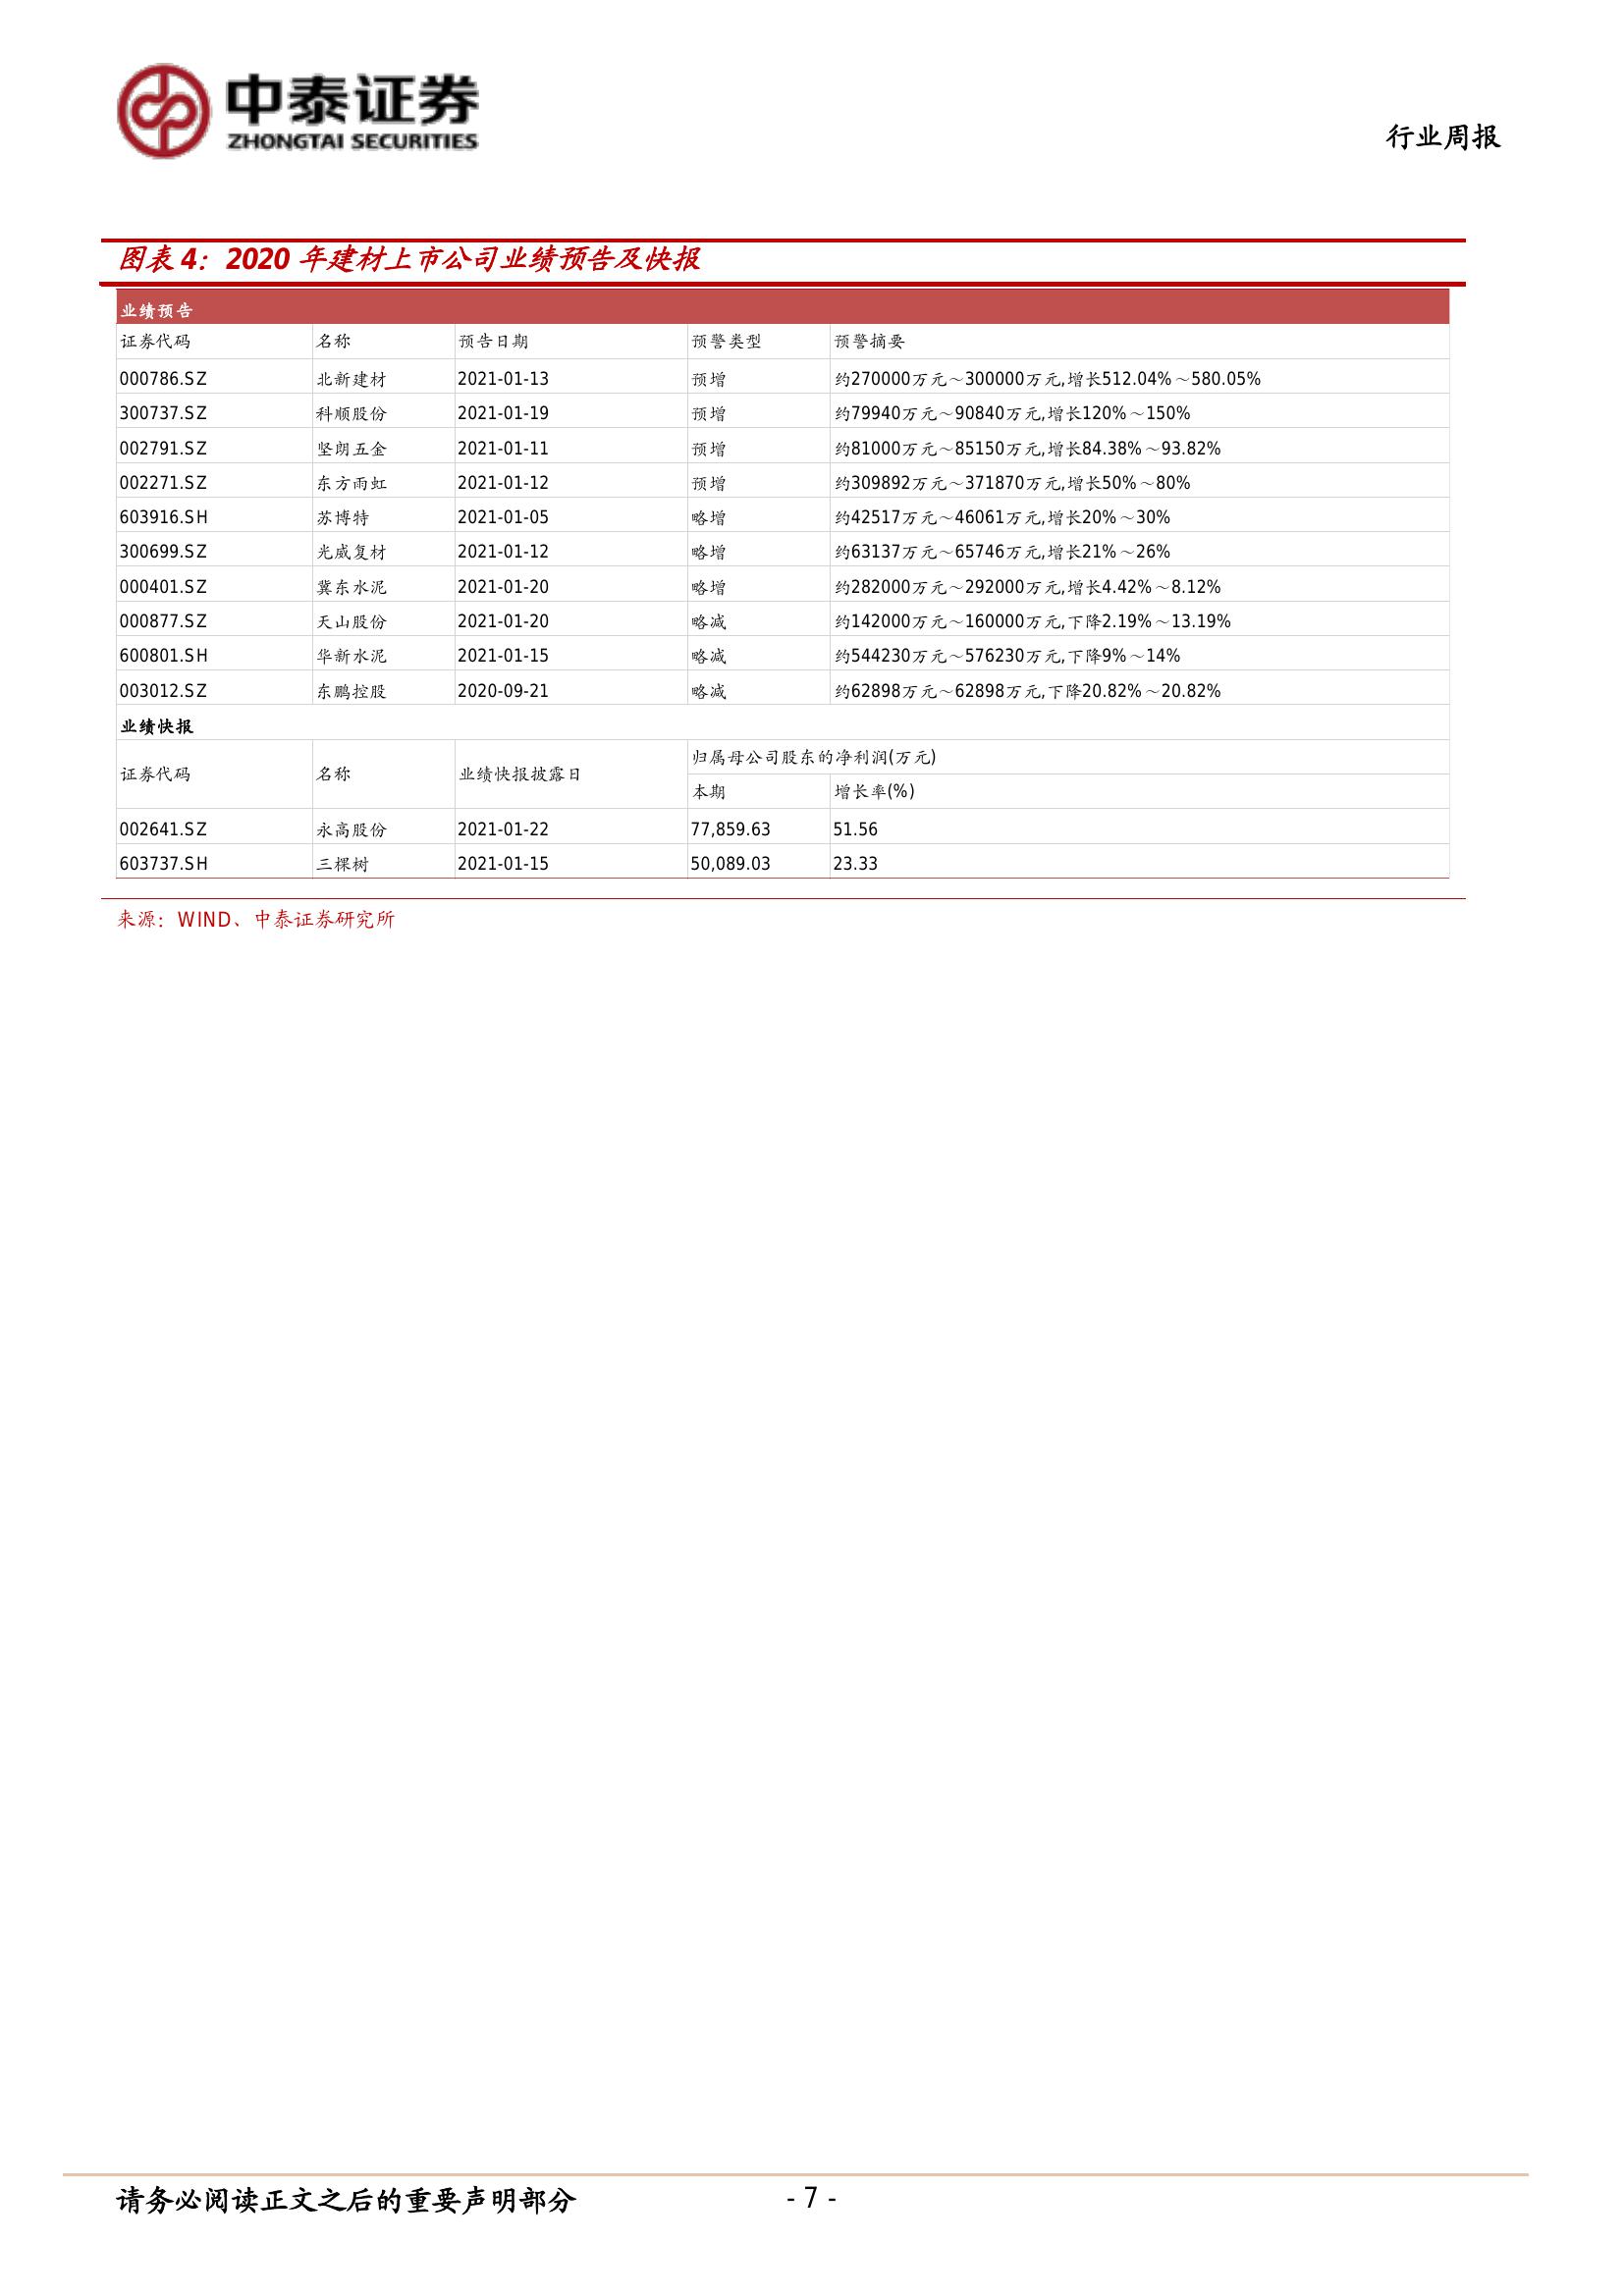 中泰证券
ZHONGTAI SECURITIES
行业周报
图表 4：2020 年建材上市公司业绩预告及快报
业绩预告
证券代码 名称 预告日期 预警类型 预警摘要
000786.SZ 北新建材 2021-01-13 预增 约270000万元～300000万元,增长512.04%～580.05%
300737.SZ 科顺股份 2021-01-19 预增 约79940万元～90840万元,增长120%～150%
002791.SZ 坚朗五金 2021-01-11 预增 约81000万元～85150万元,增长84.38%～93.82%
002271.SZ 东方雨虹 2021-01-12 预增 约309892万元～371870万元,增长50%～80%
603916.SH 苏博特 2021-01-05 略增 约42517万元～46061万元,增长20%～30%
300699.SZ 光威复材 2021-01-12 略增 约63137万元～65746万元,增长21%～26%
000401.SZ 冀东水泥 2021-01-20 略增 约282000万元～292000万元,增长4.42%～8.12%
000877.SZ 天山股份 2021-01-20 略减 约142000万元～160000万元,下降2.19%～13.19%
600801.SH 华新水泥 2021-01-15 略减 约544230万元～576230万元,下降9%～14%
003012.SZ 东鹏控股 2020-09-21 略减 约62898万元～62898万元,下降20.82%～20.82%
业绩快报
证券代码 名称 业绩快报披露日 归属母公司股东的净利润(万元)
本期 增长率(%)
002641.SZ 永高股份 2021-01-22 77,859.63 51.56
603737.SH 三棵树 2021-01-15 50,089.03 23.33
来源：WIND、中泰证券研究所
请务必阅读正文之后的重要声明部分 - 7 -